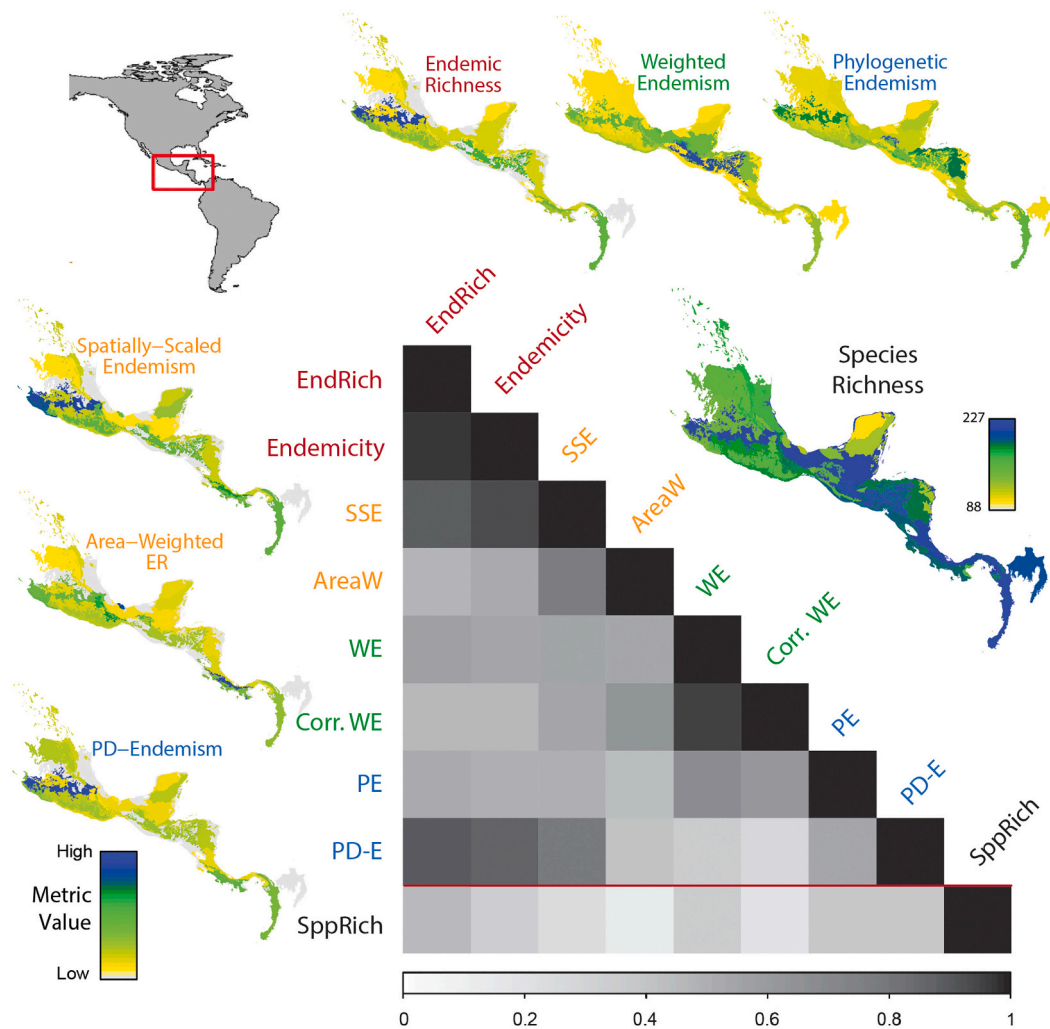 Endemic
Richness
Weighted
Endemism
Phylogenetic
Endemism
Spatially-Scaled
Endemism
Area-Weighted
ER
PD-Endemism
High
Metric
Value
Low
EndRich
Endemicity
SSE
AreaW
WE
Corr. WE
PE
PD-E
SppRich
EndRich
Endemicity
SSE
AreaW
WE
Corr. WE
PE
PD-E
SppRich
Species
Richness
227
88
0 0.2 0.4 0.6 0.8 1